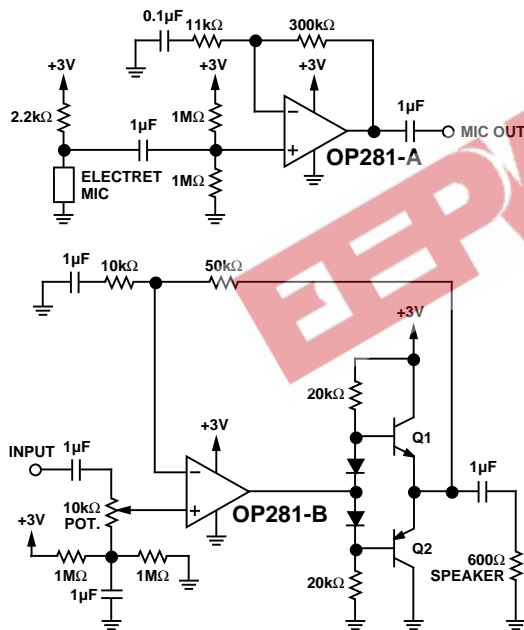 0.1µF 11kΩ 300kΩ
+3V +3V +3V
2.2kΩ 1MΩ 1µF
1µF MIC OUT
OP281-A
ELECTRET 1MΩ
MIC
1µF 10kΩ 50kΩ
+3V
20kΩ
+3V Q1
INPUT 1µF 1µF
10kΩ OP281-B
POT.
+3V Q2
1MΩ 1MΩ 600Ω
1µF 20kΩ SPEAKER
EEPW